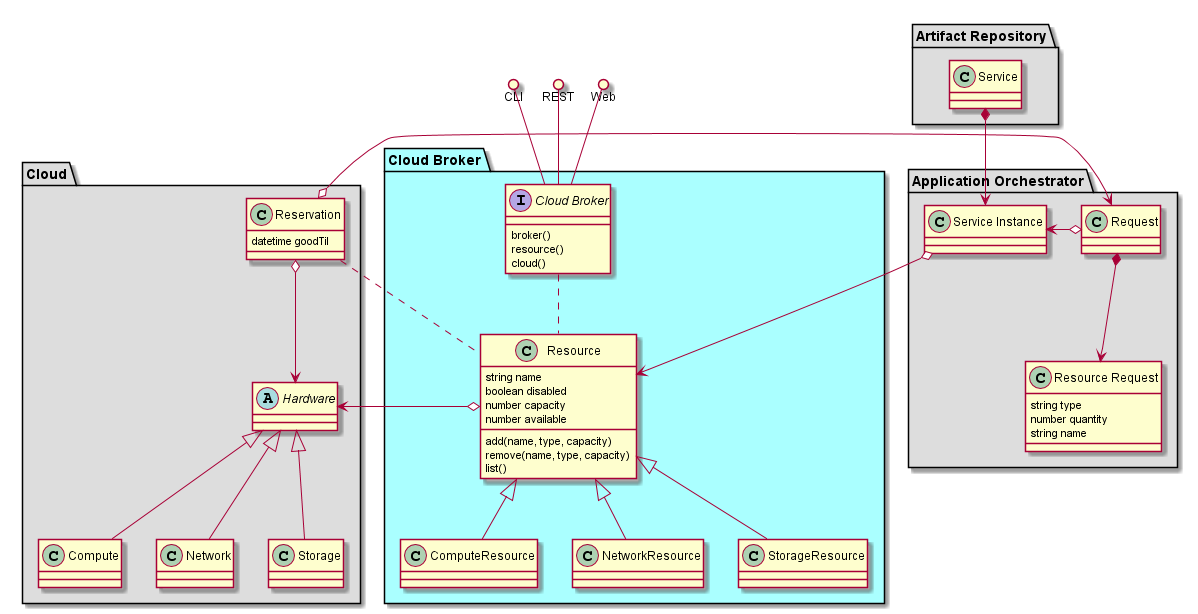 Artifact Repository
C Service
CLI
REST
Web
Cloud
C Reservation
datetime goodTil
A Hardware
C Compute
C Network
C Storage
Cloud Broker
I Cloud Broker
broker()
resource()
cloud()
C Resource
string name
boolean disabled
number capacity
number available
add(name, type, capacity)
remove(name, type, capacity)
list()
C ComputeResource
C NetworkResource
C StorageResource
Application Orchestrator
C Service Instance
C Request
C Resource Request
string type
number quantity
string name